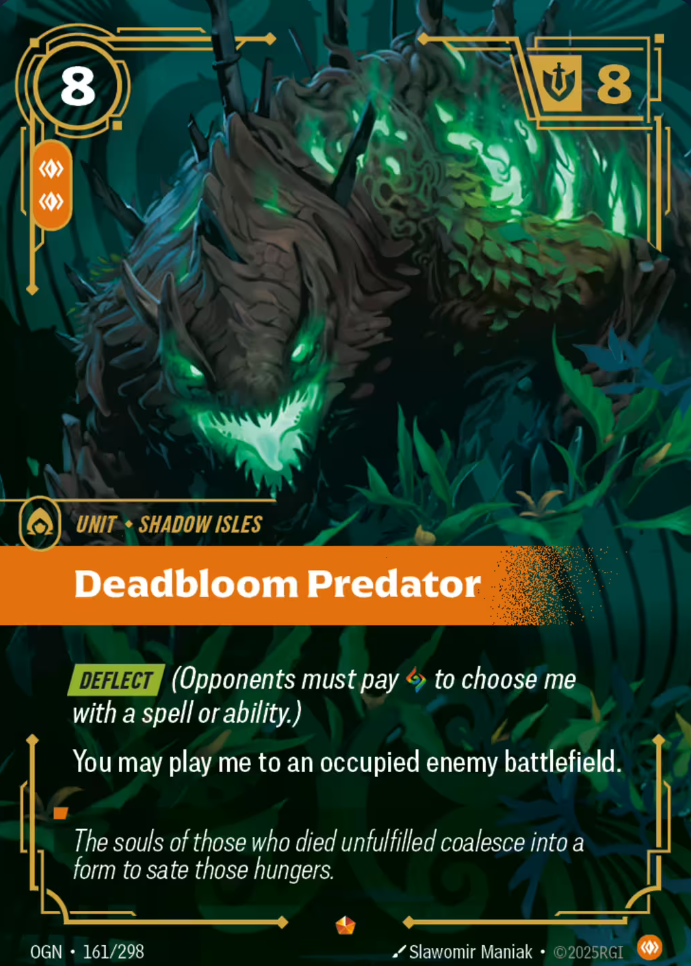 8
8
UNIT • SHADOW ISLES
Deadbloom Predator
DEFLECT (Opponents must pay to choose me
with a spell or ability.)
You may play me to an occupied enemy battlefield.
The souls of those who died unfulfilled coalesce into a
form to sate those hungers.
OGN • 161/298
Slawomir Maniak • ©2025RGI